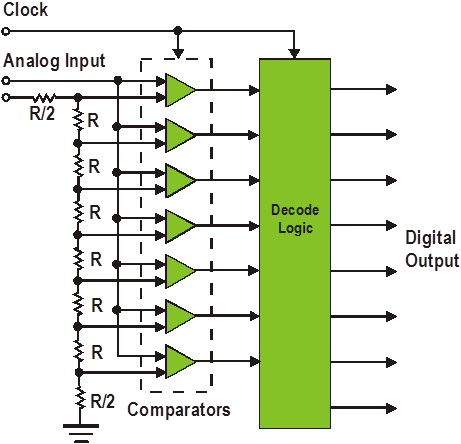 Clock
Analog Input
R/2
R
R
R
R
R
R
R/2
Comparators
Decode
Logic
Digital
Output